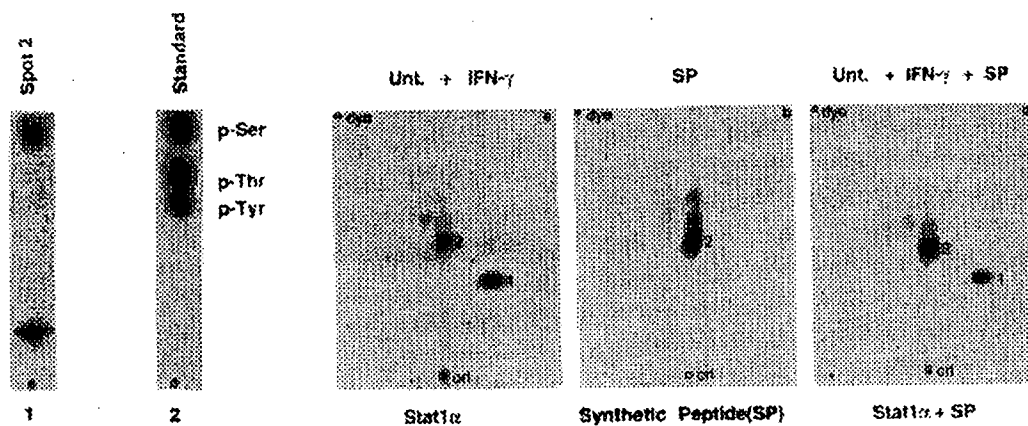 Spot 2
Standard
p-Ser
p-Thr
p-Tyr
1
2
Unt. + IFN-γ
dye
a
2
1
ori
Stat1α
SP
dye
b
2
ori
Synthetic Peptide(SP)
Unt. + IFN-γ + SP
dye
2
1
ori
Stat1α + SP